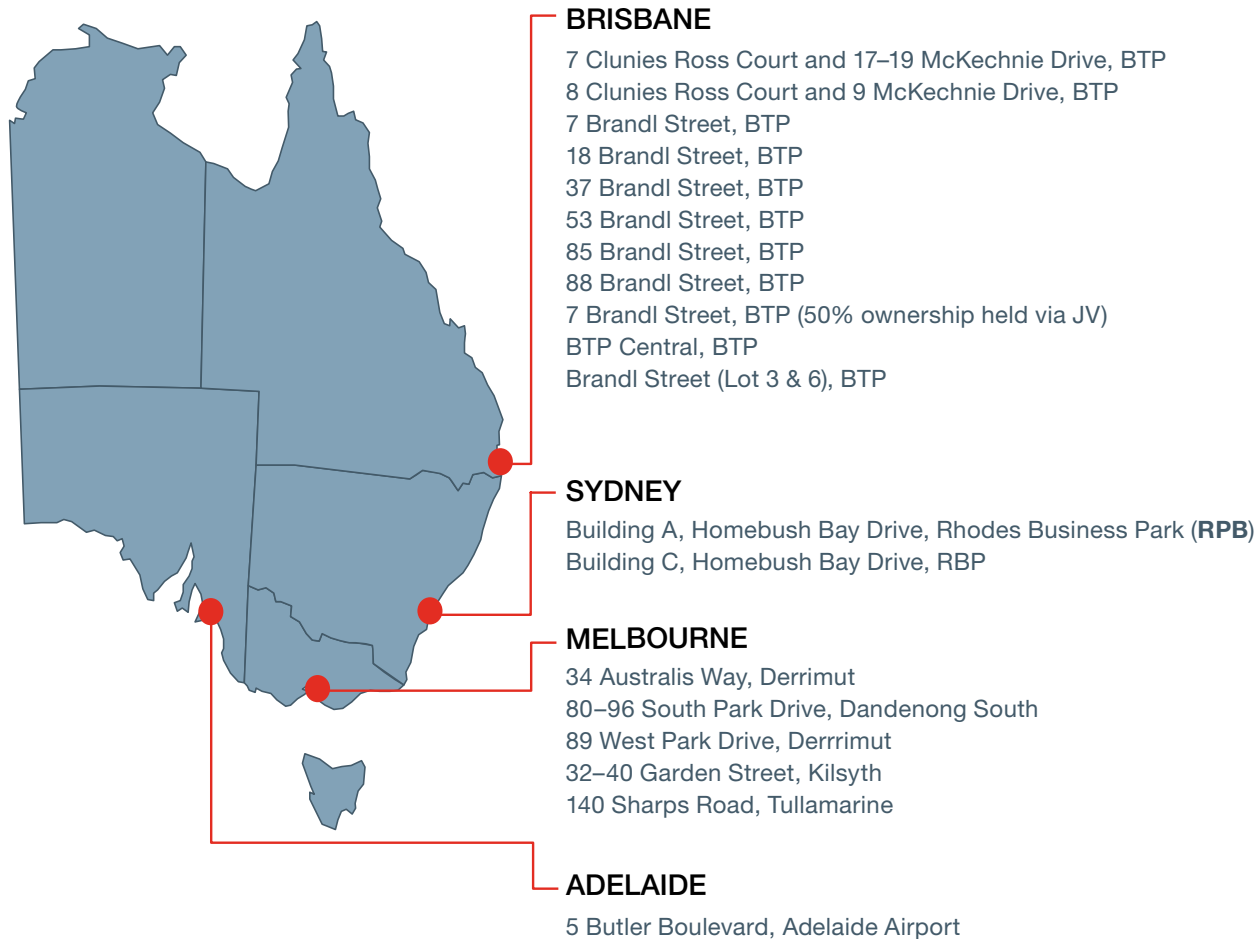 BRISBANE
7 Clunies Ross Court and 17–19 McKechnie Drive, BTP
8 Clunies Ross Court and 9 McKechnie Drive, BTP
7 Brandl Street, BTP
18 Brandl Street, BTP
37 Brandl Street, BTP
53 Brandl Street, BTP
85 Brandl Street, BTP
88 Brandl Street, BTP
7 Brandl Street, BTP (50% ownership held via JV)
BTP Central, BTP
Brandl Street (Lot 3 & 6), BTP
SYDNEY
Building A, Homebush Bay Drive, Rhodes Business Park (RPB)
Building C, Homebush Bay Drive, RBP
MELBOURNE
34 Australis Way, Derrimut
80–96 South Park Drive, Dandenong South
89 West Park Drive, Derrrimut
32–40 Garden Street, Kilsyth
140 Sharps Road, Tullamarine
ADELAIDE
5 Butler Boulevard, Adelaide Airport